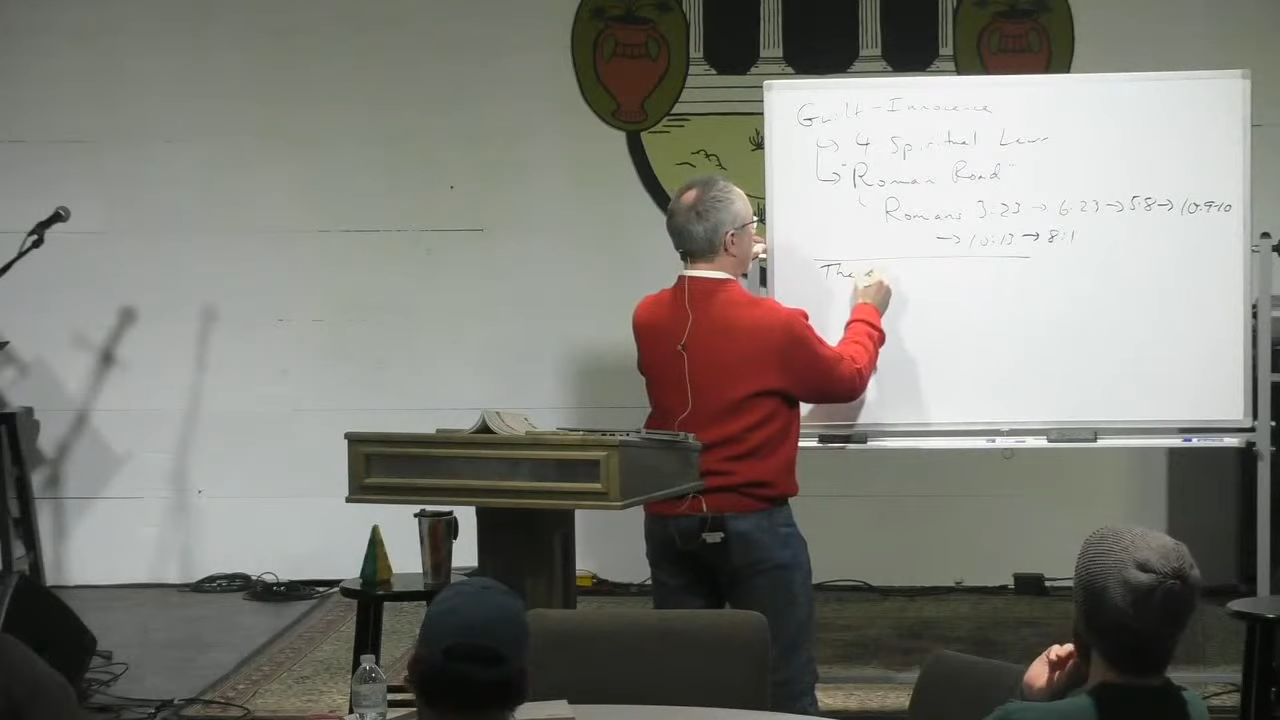 Guilt-Innocence
→ 4 Spiritual Laws
→ "Roman Road"
Romans 3:23 → 6:23 → 5:8 → 10:9-10
→ 10:13 → 8:1
The